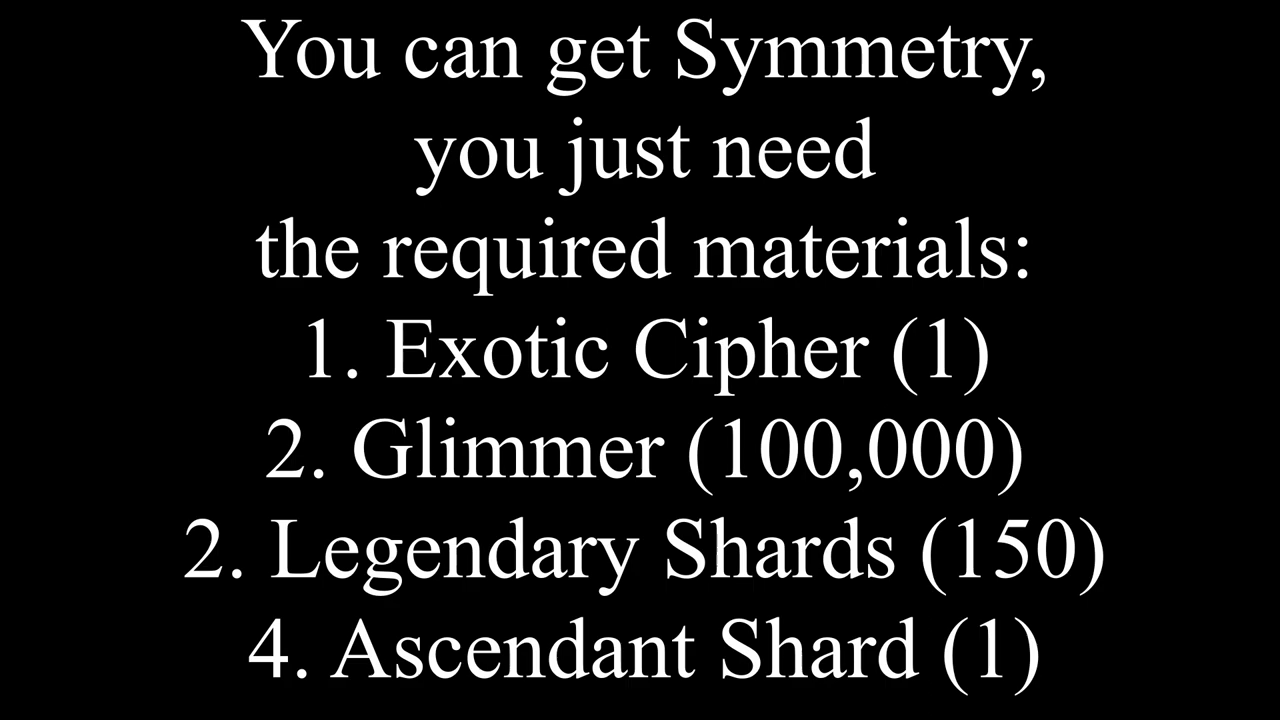 You can get Symmetry,
you just need
the required materials:
1. Exotic Cipher (1)
2. Glimmer (100,000)
2. Legendary Shards (150)
4. Ascendant Shard (1)